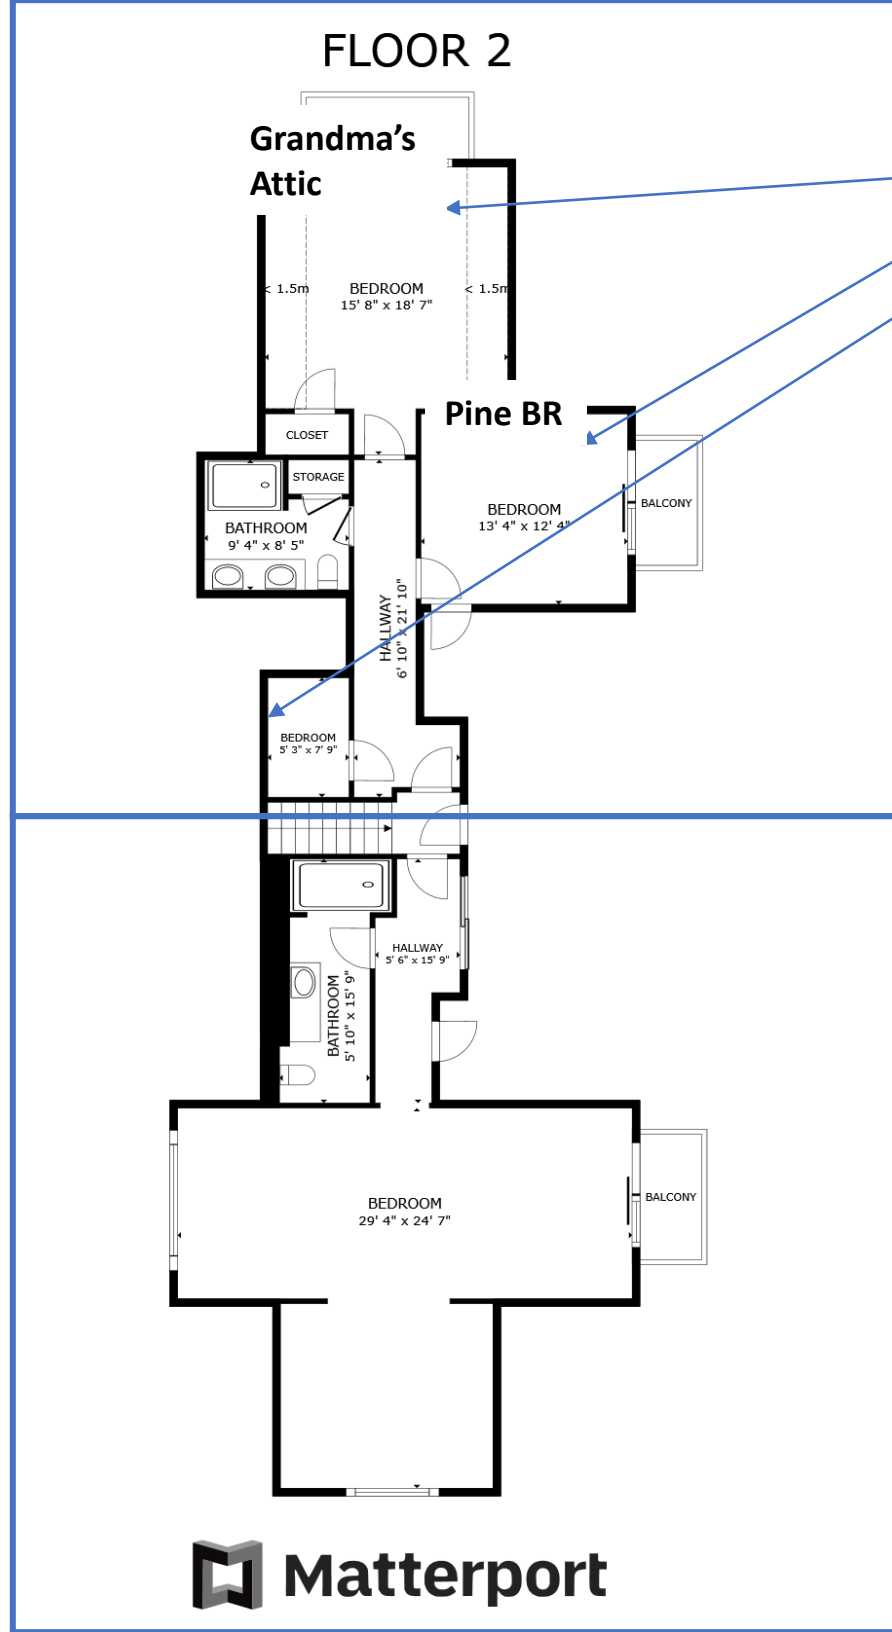 FLOOR 2
Grandma's
Attic
< 1.5m
BEDROOM
15' 8" x 18' 7"
< 1.5m
Pine BR
CLOSET
STORAGE
BATHROOM
9' 4" x 8' 5"
BEDROOM
13' 4" x 12' 4"
BALCONY
HALLWAY
6' 10" x 21' 10"
BEDROOM
5' 3" x 7' 9"
HALLWAY
5' 6" x 15' 9"
BATHROOM
5' 10" x 15' 9"
BEDROOM
29' 4" x 24' 7"
BALCONY
Matterport